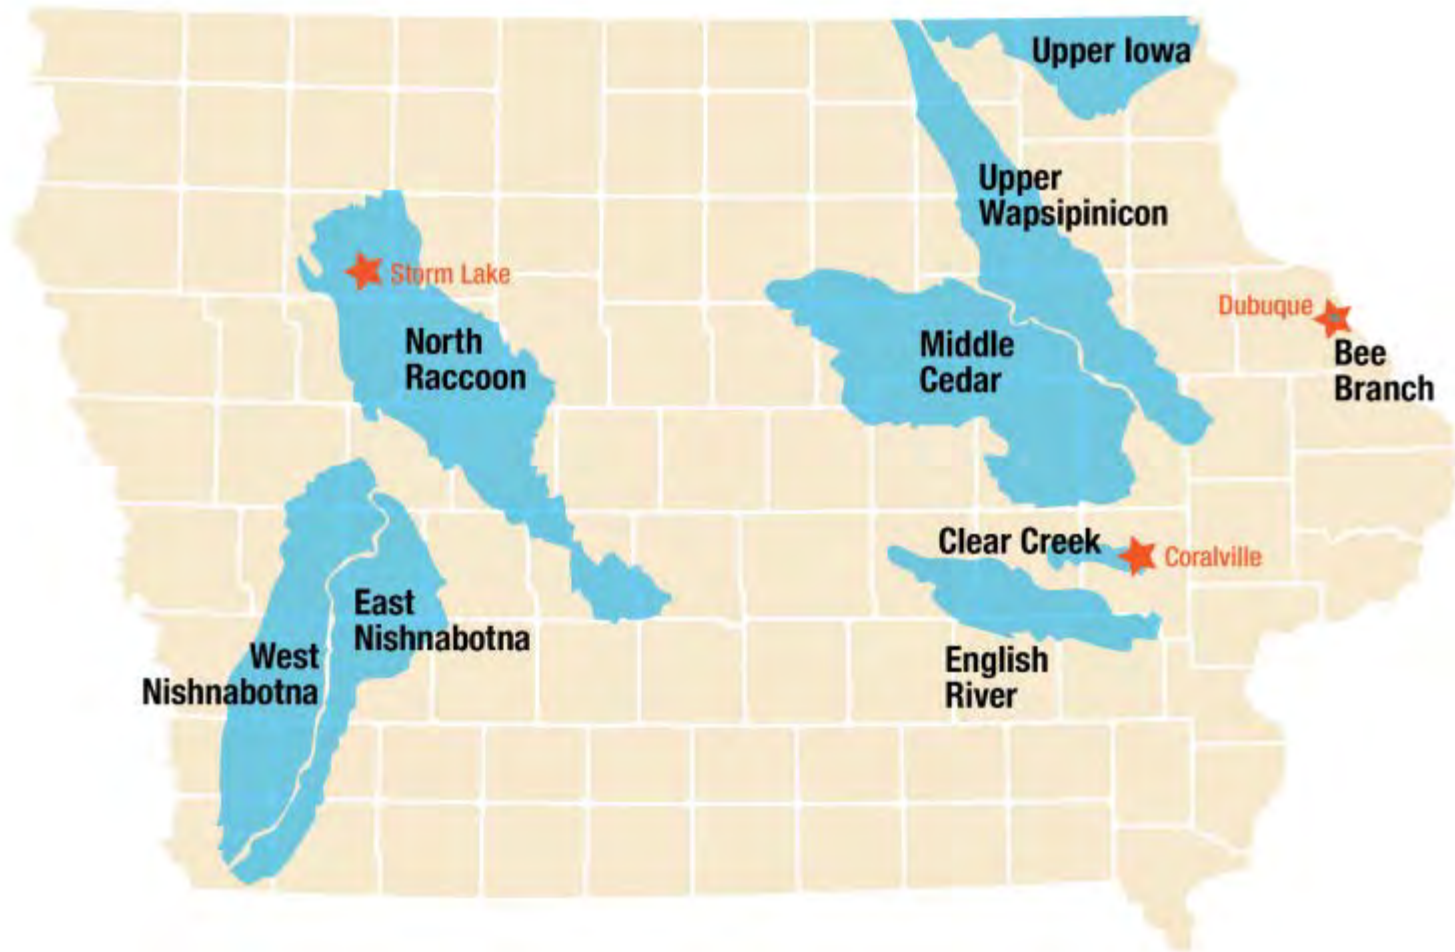 Upper Iowa
Upper
Wapsipinicon
Storm Lake
Dubuque
North
Raccoon
Middle
Cedar
Bee
Branch
Clear Creek
Coralville
East
Nishnabotna
West
Nishnabotna
English
River